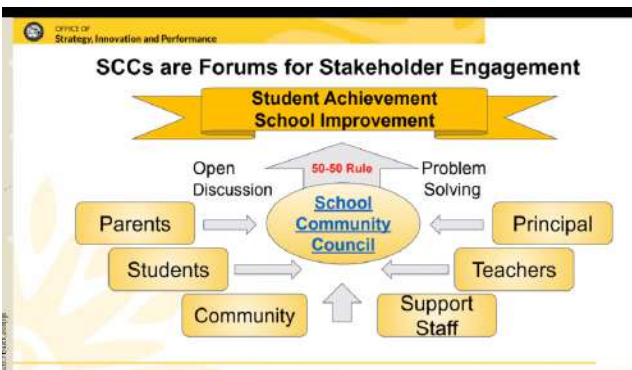 OFFICE OF
Strategy, Innovation and Performance
SCCs are Forums for Stakeholder Engagement
Student Achievement
School Improvement
Open
Discussion
50-50 Rule
Problem
Solving
School
Community
Council
Parents
Principal
Students
Teachers
Community
Support
Staff